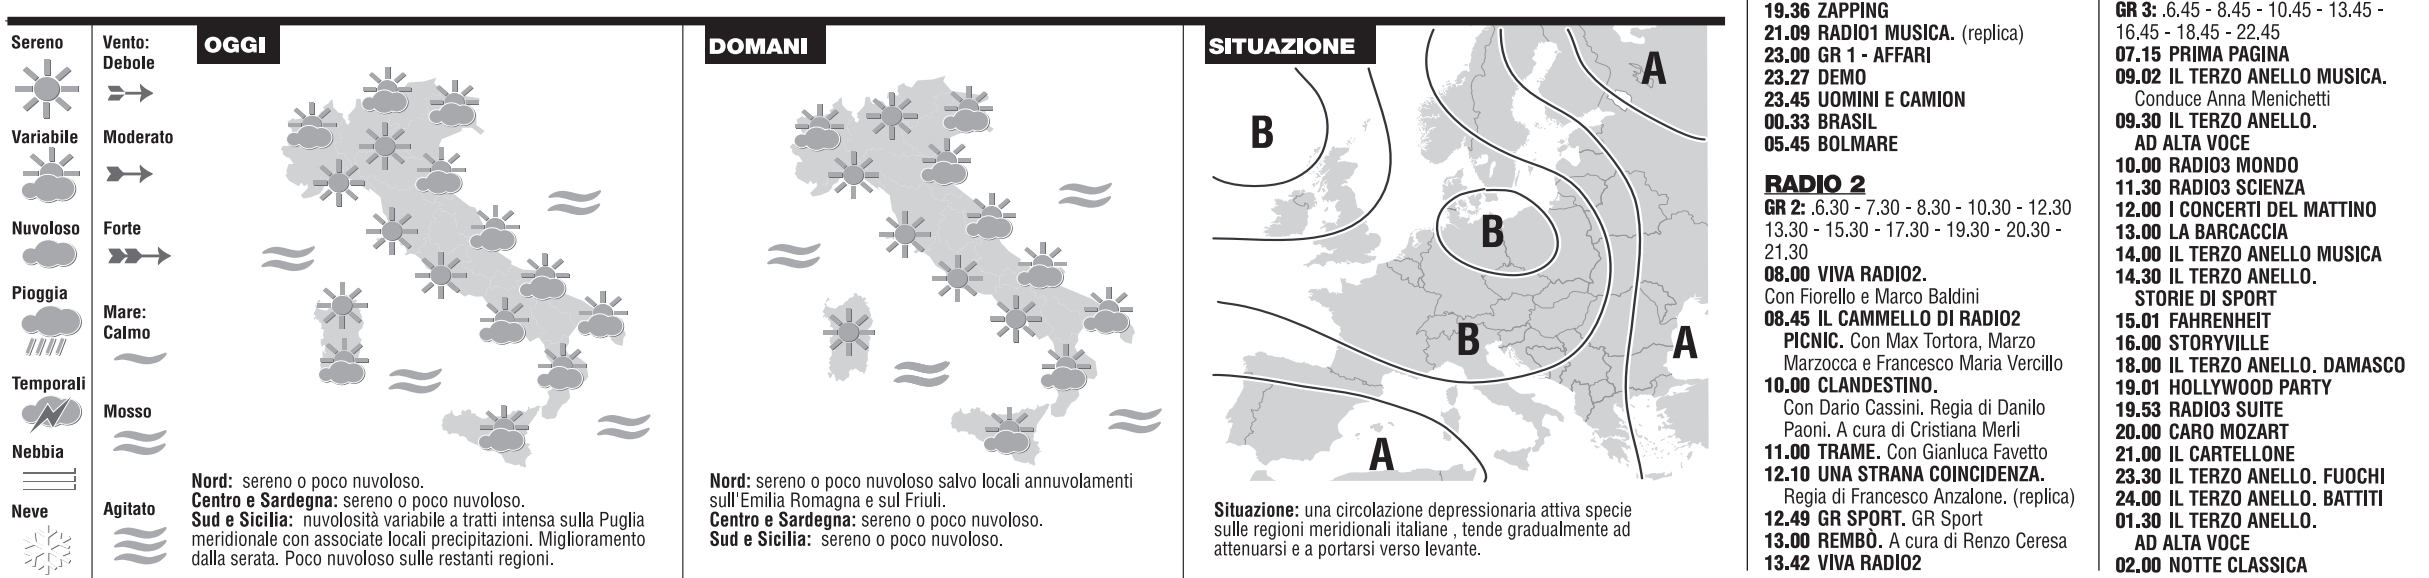 Sereno
Variabile
Nuvoloso
Pioggia
Temporali
Nebbia
Neve
Vento:
Debole
Moderato
Forte
Mare:
Calmo
Mosso
Agitato
OGGI
Nord: sereno o poco nuvoloso.
Centro e Sardegna: sereno o poco nuvoloso.
Sud e Sicilia: nuvolosità variabile a tratti intensa sulla Puglia
meridionale con associate locali precipitazioni. Miglioramento
dalla serata. Poco nuvoloso sulle restanti regioni.
DOMANI
Nord: sereno o poco nuvoloso salvo locali annuvolamenti
sull'Emilia Romagna e sul Friuli.
Centro e Sardegna: sereno o poco nuvoloso.
Sud e Sicilia: sereno o poco nuvoloso.
SITUAZIONE
A
B
B
B
A
A
Situazione: una circolazione depressionaria attiva specie
sulle regioni meridionali italiane , tende gradualmente ad
attenuarsi e a portarsi verso levante.
19.36 ZAPPING
21.09 RADIO1 MUSICA. (replica)
23.00 GR 1 - AFFARI
23.27 DEMO
23.45 UOMINI E CAMION
00.33 BRASIL
05.45 BOLMARE
RADIO 2
GR 2: .6.30 - 7.30 - 8.30 - 10.30 - 12.30
13.30 - 15.30 - 17.30 - 19.30 - 20.30 -
21.30
08.00 VIVA RADIO2.
Con Fiorello e Marco Baldini
08.45 IL CAMMELLO DI RADIO2
PICNIC. Con Max Tortora, Marzo
Marzocca e Francesco Maria Vercillo
10.00 CLANDESTINO.
Con Dario Cassini. Regia di Danilo
Paoni. A cura di Cristiana Merli
11.00 TRAME. Con Gianluca Favetto
12.10 UNA STRANA COINCIDENZA.
Regia di Francesco Anzalone. (replica)
12.49 GR SPORT. GR Sport
13.00 REMBÒ. A cura di Renzo Ceresa
13.42 VIVA RADIO2
GR 3: .6.45 - 8.45 - 10.45 - 13.45 -
16.45 - 18.45 - 22.45
07.15 PRIMA PAGINA
09.02 IL TERZO ANELLO MUSICA.
Conduce Anna Menichetti
09.30 IL TERZO ANELLO.
AD ALTA VOCE
10.00 RADIO3 MONDO
11.30 RADIO3 SCIENZA
12.00 I CONCERTI DEL MATTINO
13.00 LA BARCACCIA
14.00 IL TERZO ANELLO MUSICA
14.30 IL TERZO ANELLO.
STORIE DI SPORT
15.01 FAHRENHEIT
16.00 STORYVILLE
18.00 IL TERZO ANELLO. DAMASCO
19.01 HOLLYWOOD PARTY
19.53 RADIO3 SUITE
20.00 CARO MOZART
21.00 IL CARTELLONE
23.30 IL TERZO ANELLO. FUOCHI
24.00 IL TERZO ANELLO. BATTITI
01.30 IL TERZO ANELLO.
AD ALTA VOCE
02.00 NOTTE CLASSICA